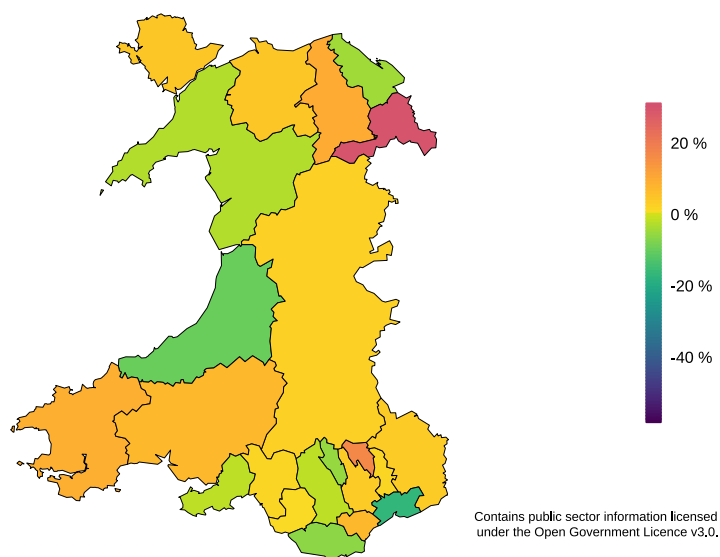 20 %
0 %
-20 %
-40 %
Contains public sector information licensed
under the Open Government Licence v3.0.